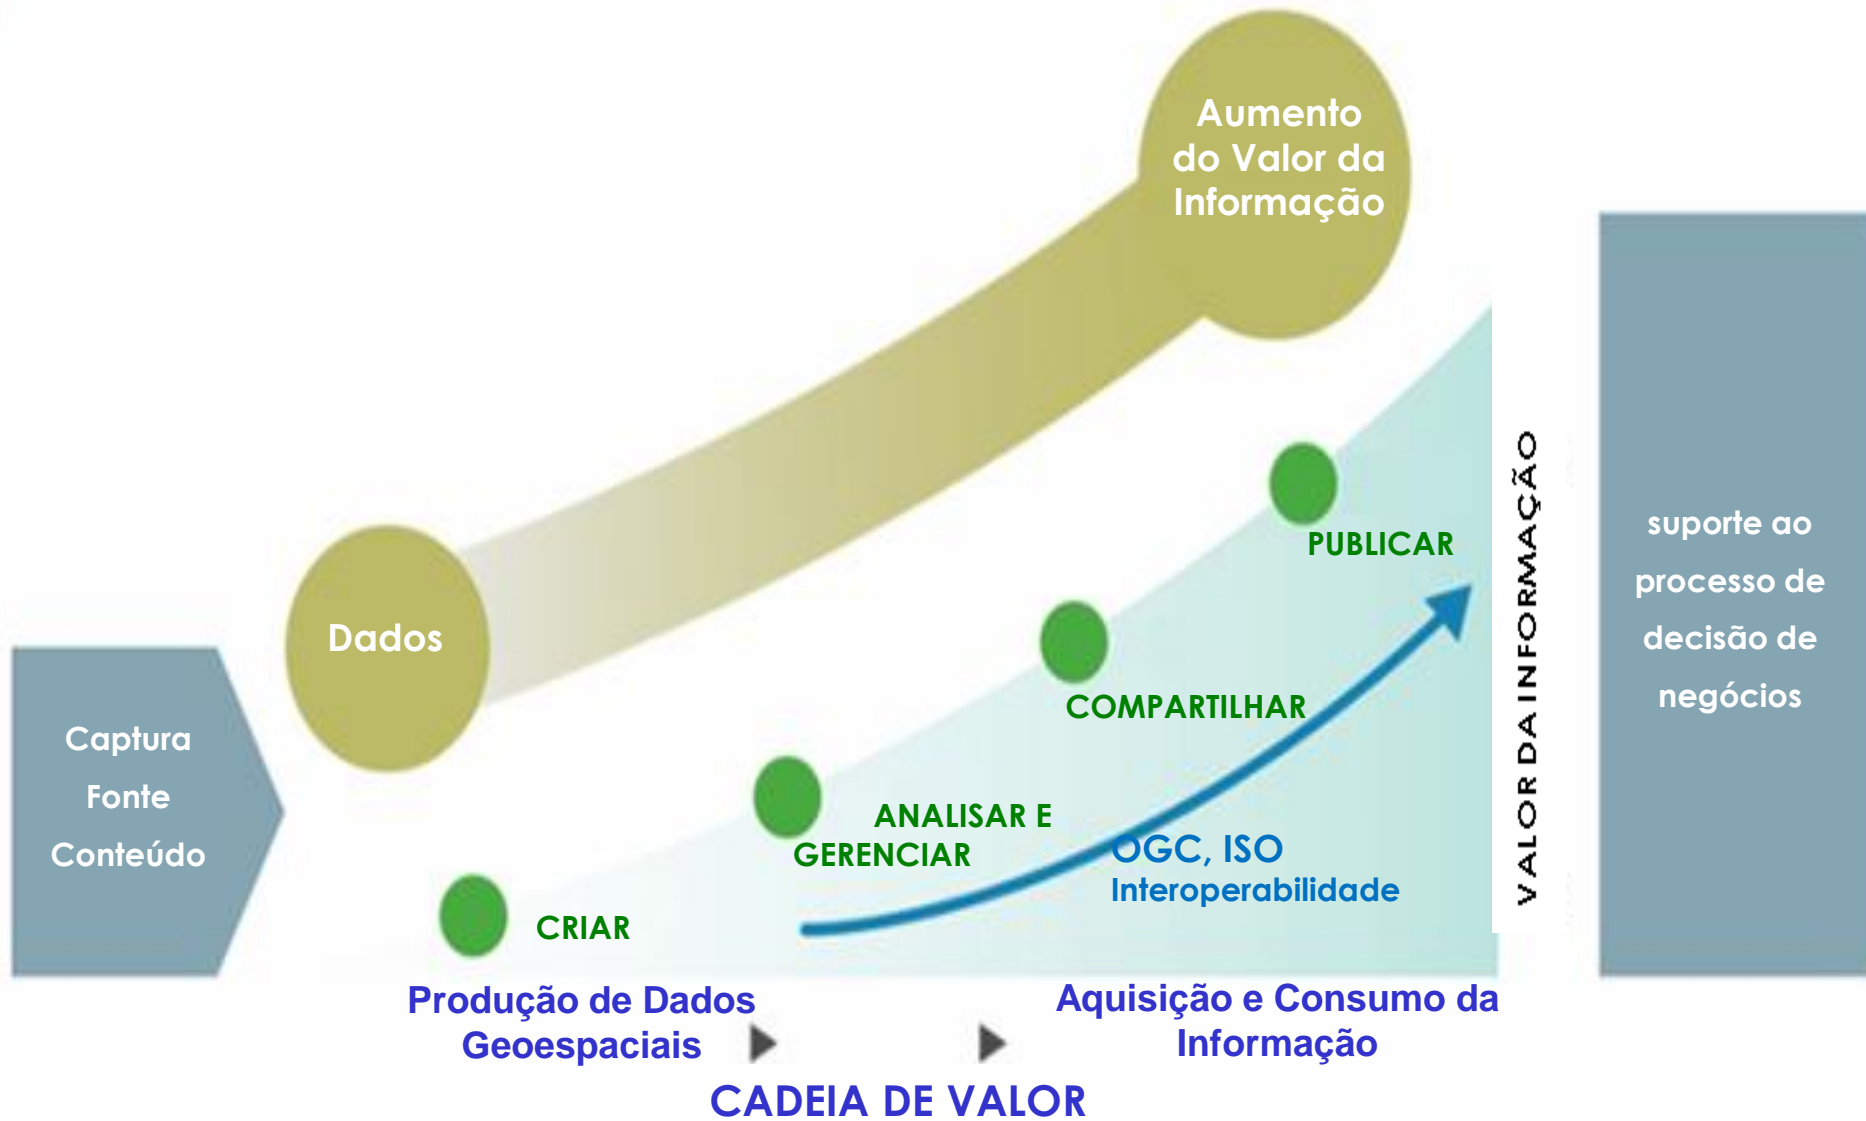 Aumento
do Valor da
Informação
Dados
Captura
Fonte
Conteúdo
PUBLICAR
COMPARTILHAR
ANALISAR E
GERENCIAR
CRIAR
OGC, ISO
Interoperabilidade
VALOR DA INFORMAÇÃO
suporte ao
processo de
decisão de
negócios
Produção de Dados
Geoespaciais
Aquisição e Consumo da
Informação
CADEIA DE VALOR